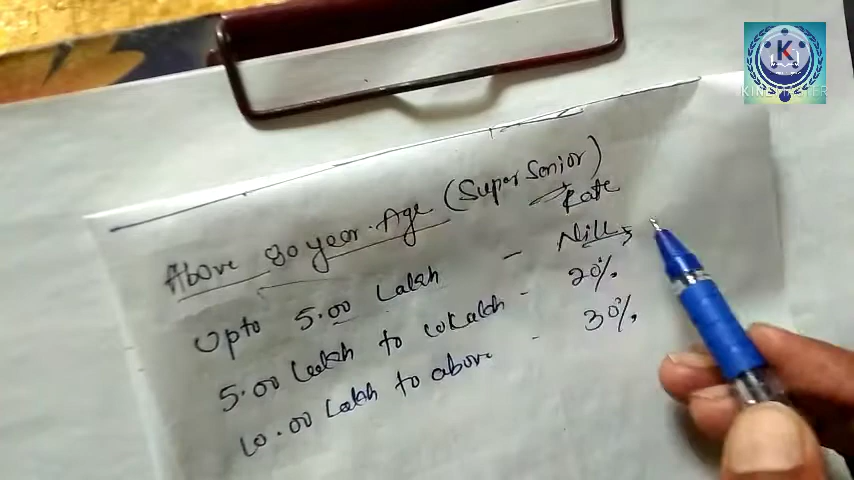 KINEMASTER
Above 80 year. Age (Super Senior)
Rate
Upto 5.00 Lakh - Nill
5.00 Lakh to 10 Lakh - 20%
10.00 Lakh to above - 30%